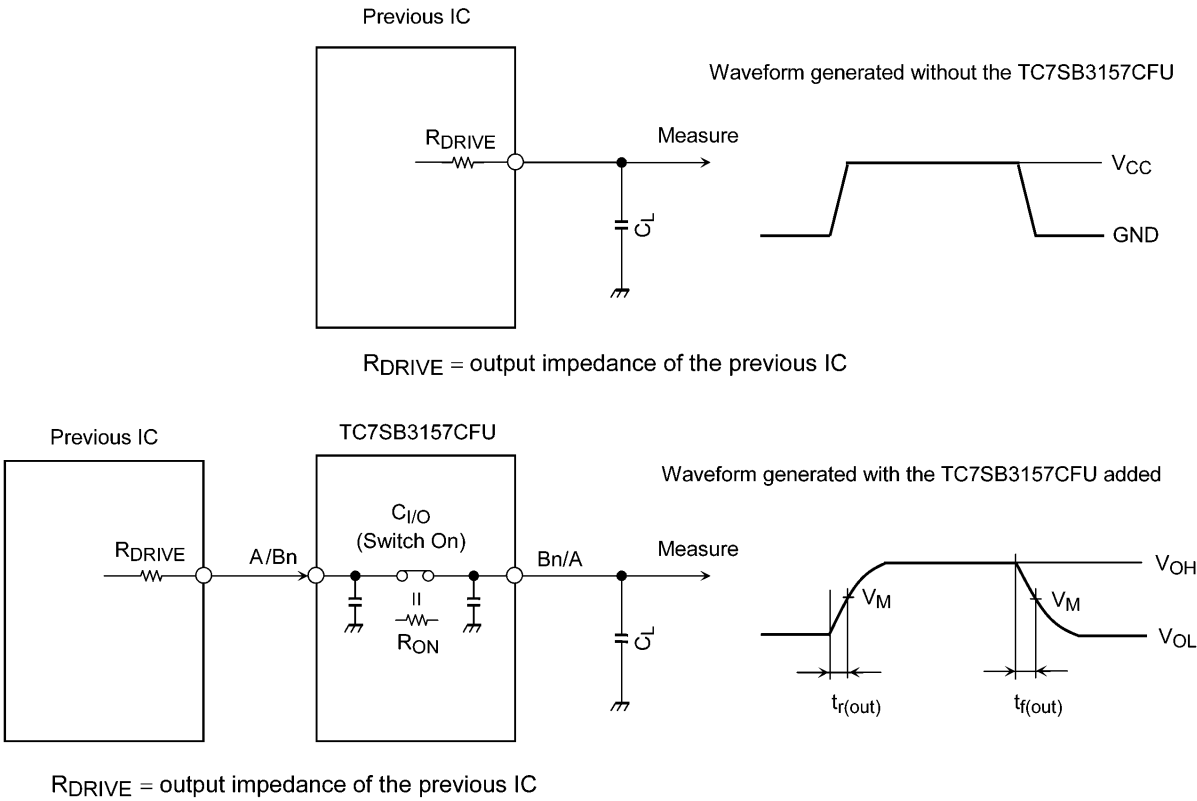 Previous IC
Waveform generated without the TC7SB3157CFU
RDRIVE
Measure
VCC
CL
GND
RDRIVE = output impedance of the previous IC
Previous IC
TC7SB3157CFU
Waveform generated with the TC7SB3157CFU added
CI/O
(Switch On)
RDRIVE
A/Bn
Bn/A
Measure
VOH
VM
VM
RON
CL
VOL
tr(out)
tf(out)
RDRIVE = output impedance of the previous IC